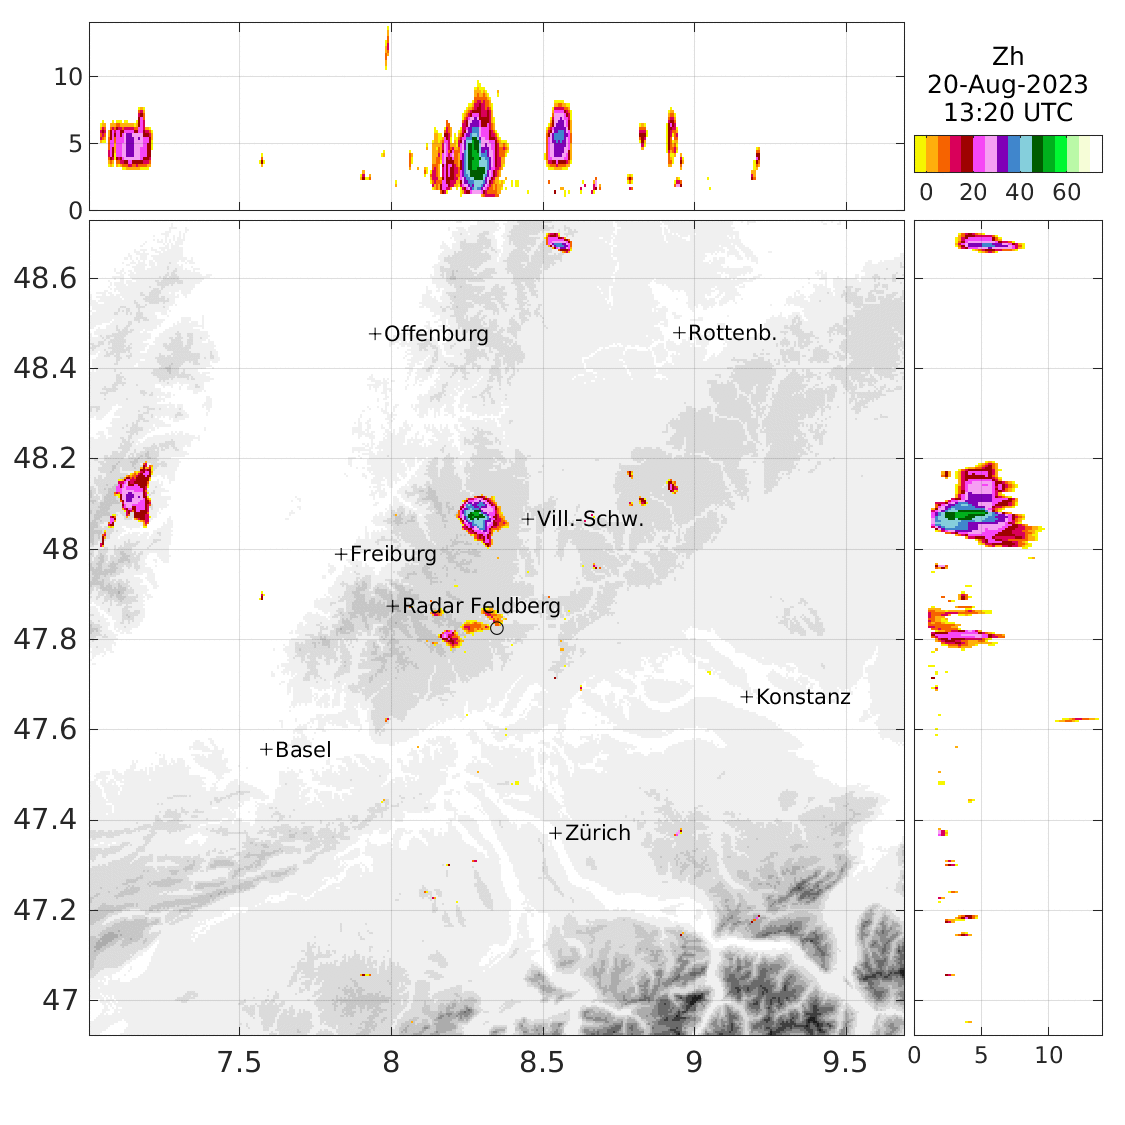 10
5
0
Zh
20-Aug-2023
13:20 UTC
0 20 40 60
48.6
48.4
48.2
48
47.8
47.6
47.4
47.2
47
+Offenburg
+Rottenb.
+Vill.-Schw.
+Freiburg
+Radar Feldberg
+Konstanz
+Basel
+Zürich
7.5 8 8.5 9 9.5
0 5 10